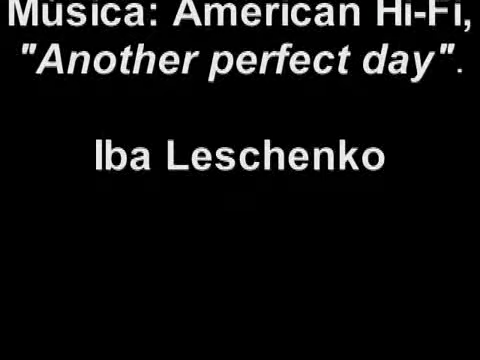 Música: American Hi-Fi,
"Another perfect day".
Iba Leschenko